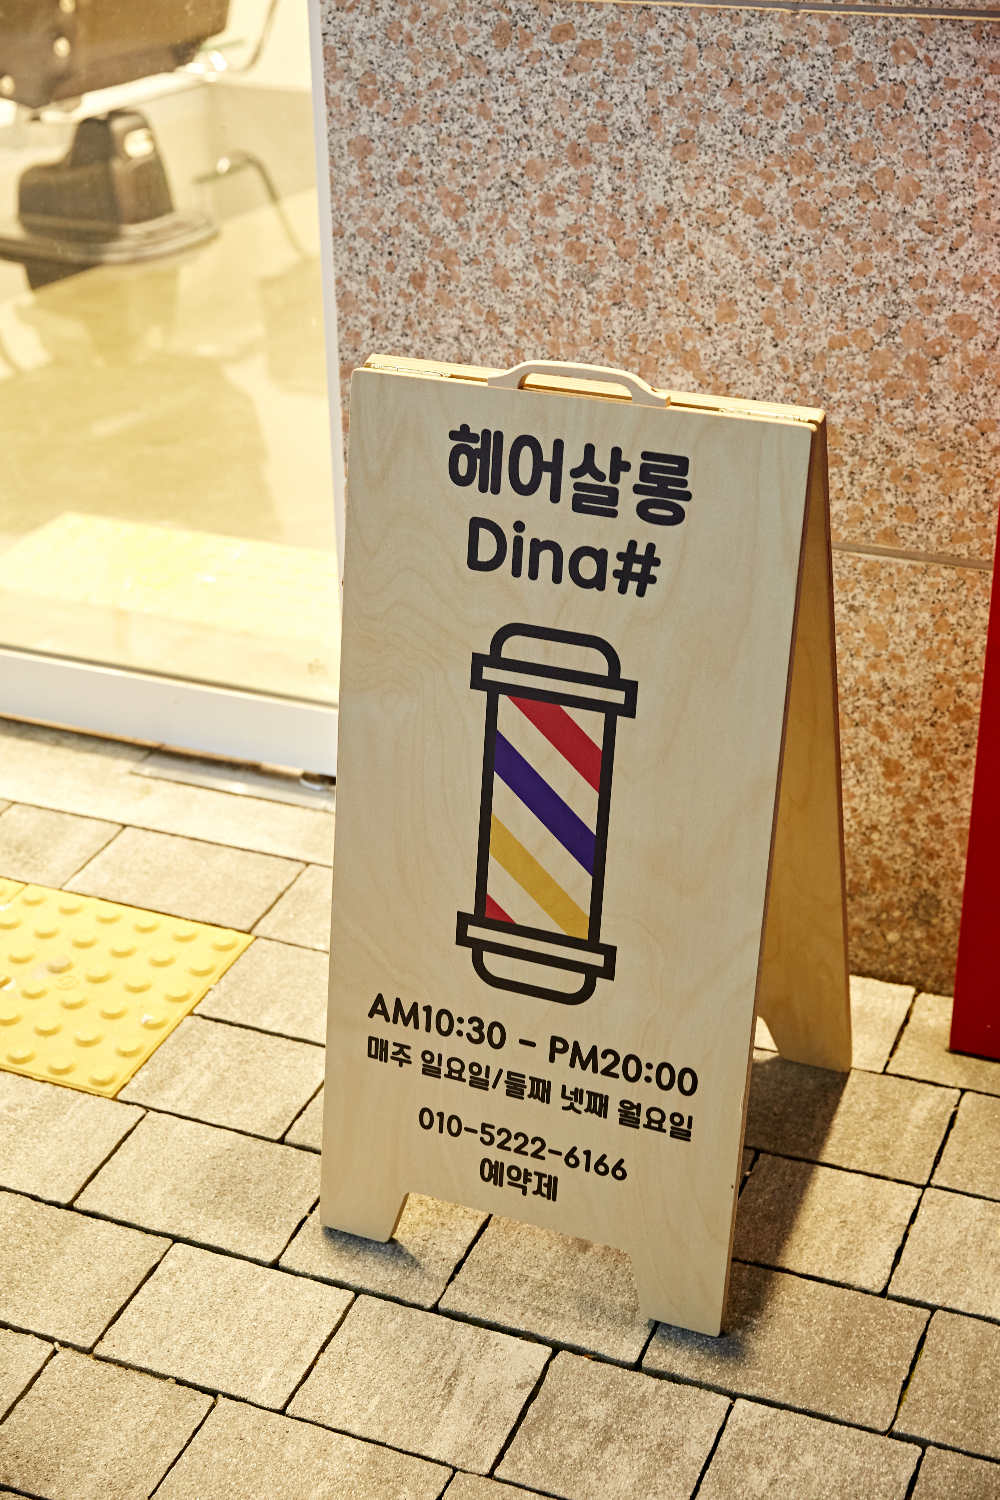 헤어살롱
Dina#
AM10:30 - PM20:00
매주 일요일/둘째 넷째 월요일
010-5222-6166
예약제